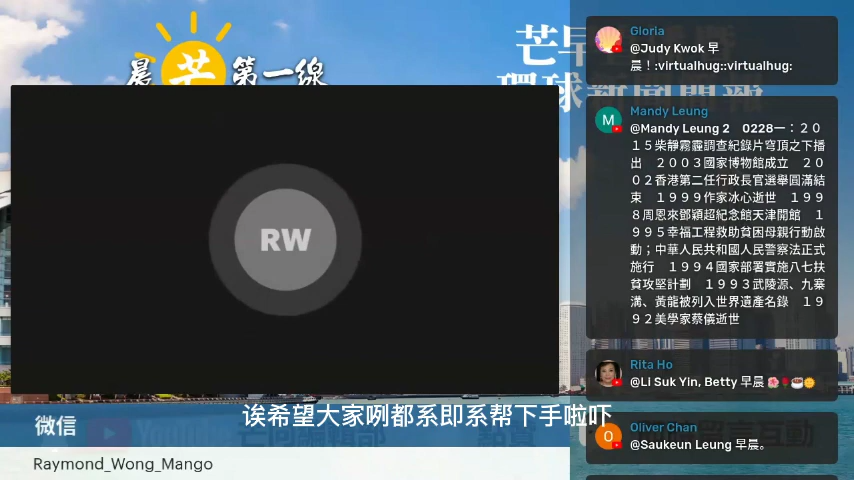 晨芒第一線
RW
诶希望大家咧都系即系帮下手啦吓
微信
Raymond_Wong_Mango
Gloria
@Judy Kwok 早
晨！:virtualhug::virtualhug:
M
Mandy Leung
@Mandy Leung 2　0228一：２０
１５柴靜霧霾調查紀錄片穹頂之下播
出　２００３國家博物館成立　２０
０２香港第二任行政長官選舉圓滿結
束　１９９９作家冰心逝世　１９９
８周恩來鄧穎超紀念館天津開館　１
９９５幸福工程救助貧困母親行動啟
動；中華人民共和國人民警察法正式
施行　１９９４國家部署實施八七扶
貧攻堅計劃　１９９３武陵源、九寨
溝、黃龍被列入世界遺產名錄　１９
９２美學家蔡儀逝世
Rita Ho
@Li Suk Yin, Betty 早晨 🌺🌹☕🌞
O
Oliver Chan
@Saukeun Leung 早晨。